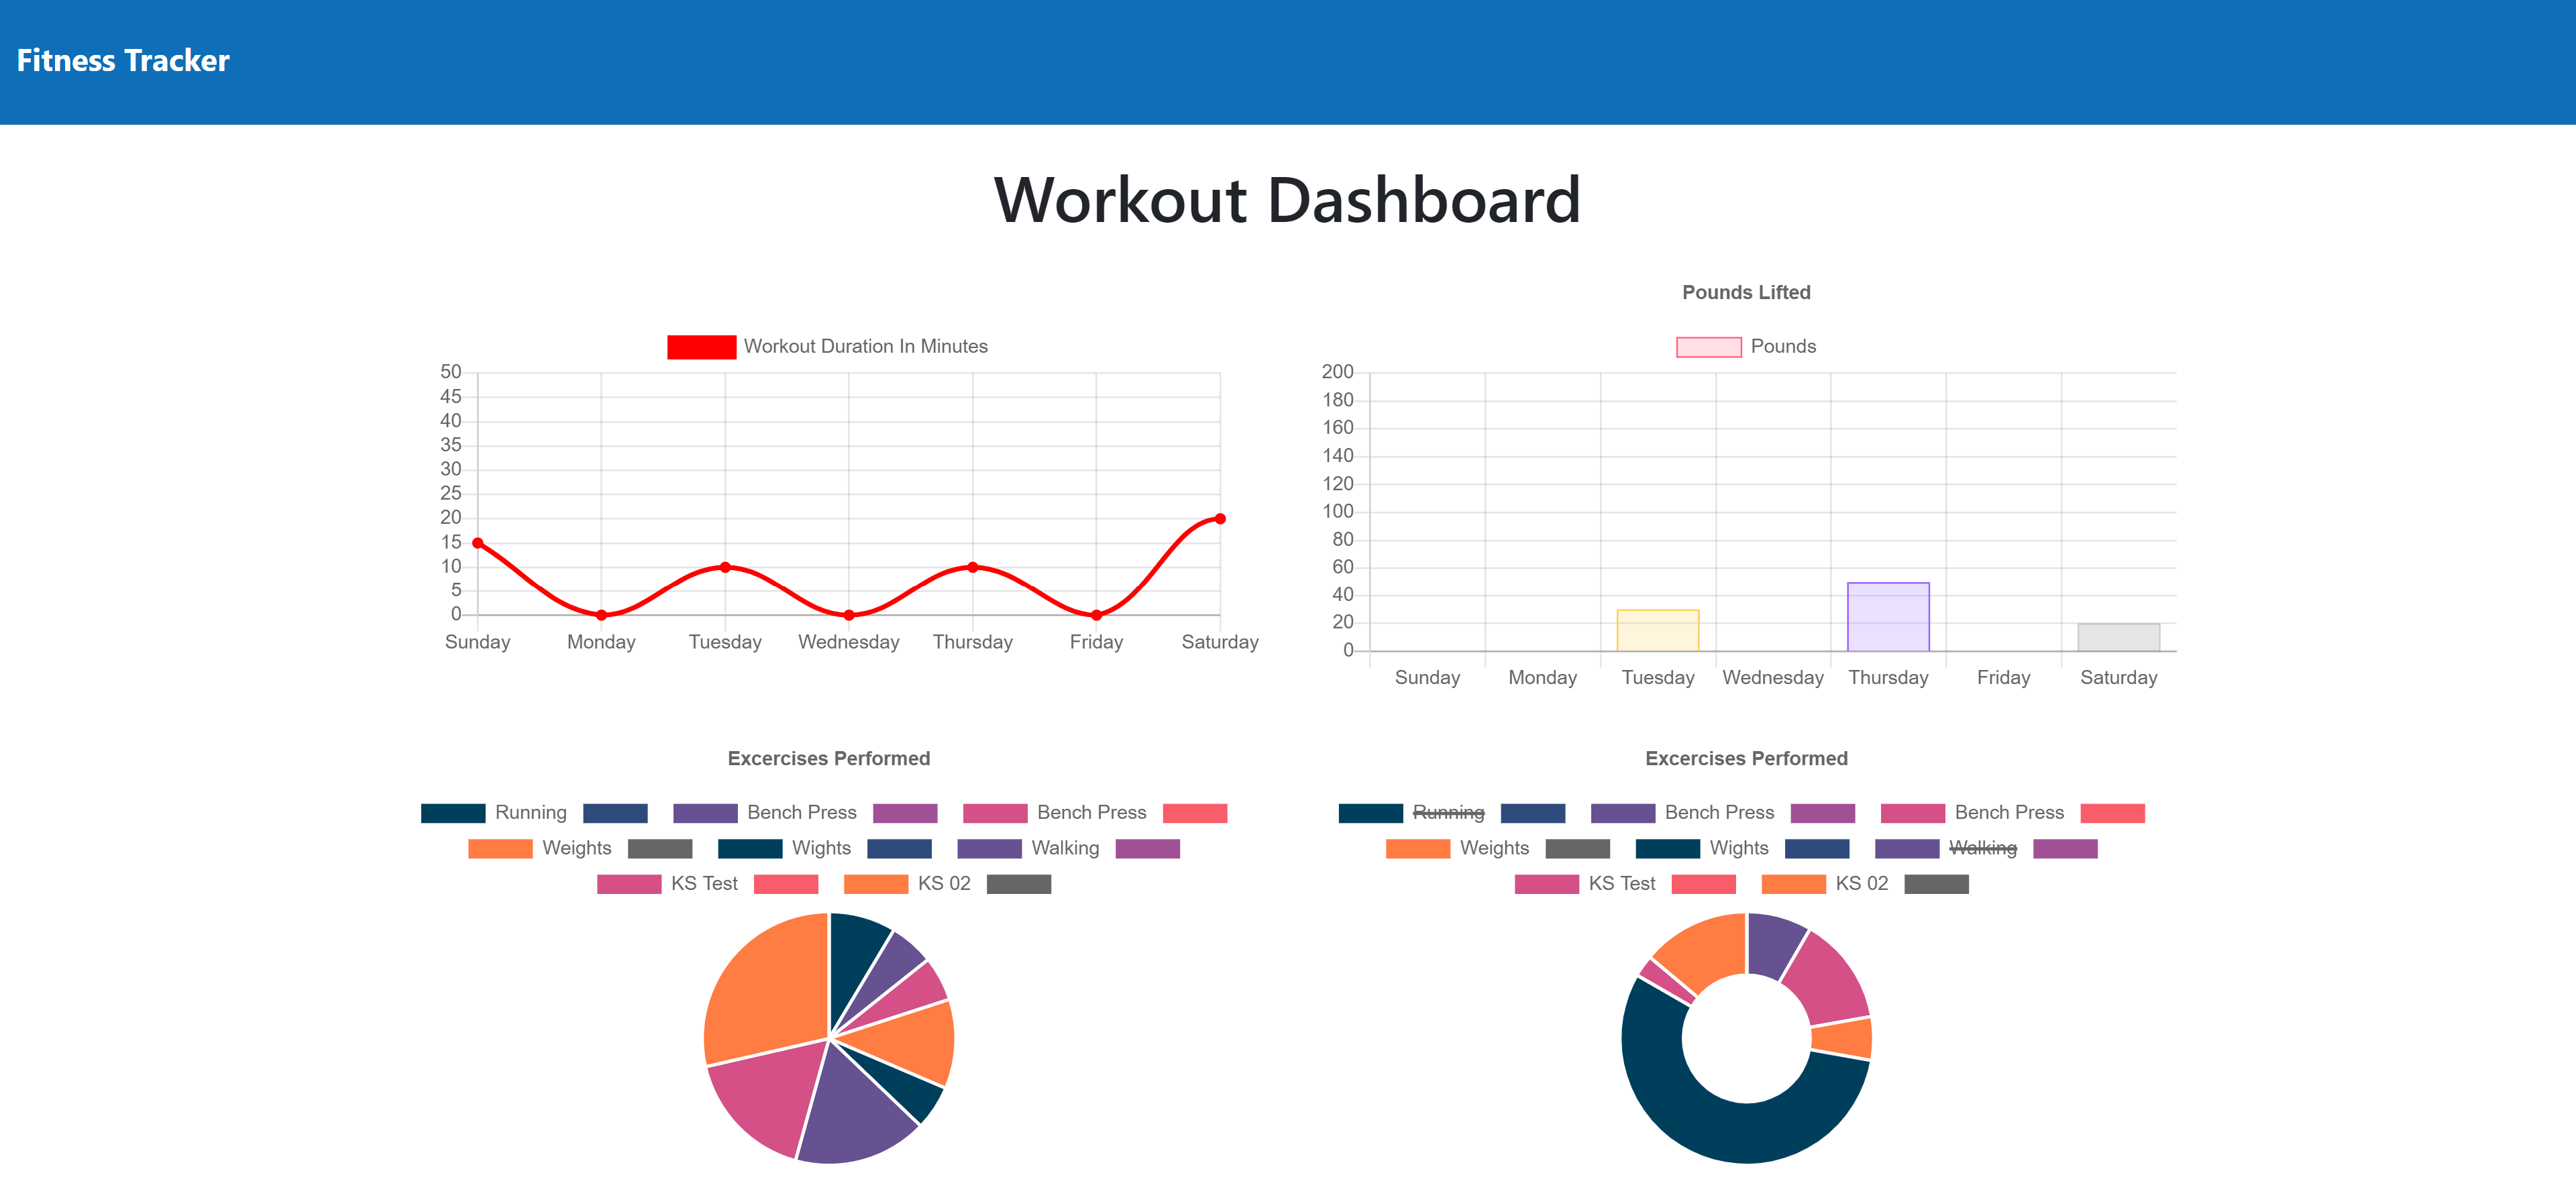 Fitness Tracker
Workout Dashboard
Workout Duration In Minutes
50
45
40
35
30
25
20
15
10
5
0
Sunday Monday Tuesday Wednesday Thursday Friday Saturday
Pounds Lifted
Pounds
200
180
160
140
120
100
80
60
40
20
0
Sunday Monday Tuesday Wednesday Thursday Friday Saturday
Excercises Performed
Running Bench Press Bench Press
Weights Wights Walking
KS Test KS 02
Excercises Performed
Running Bench Press Bench Press
Weights Wights Walking
KS Test KS 02